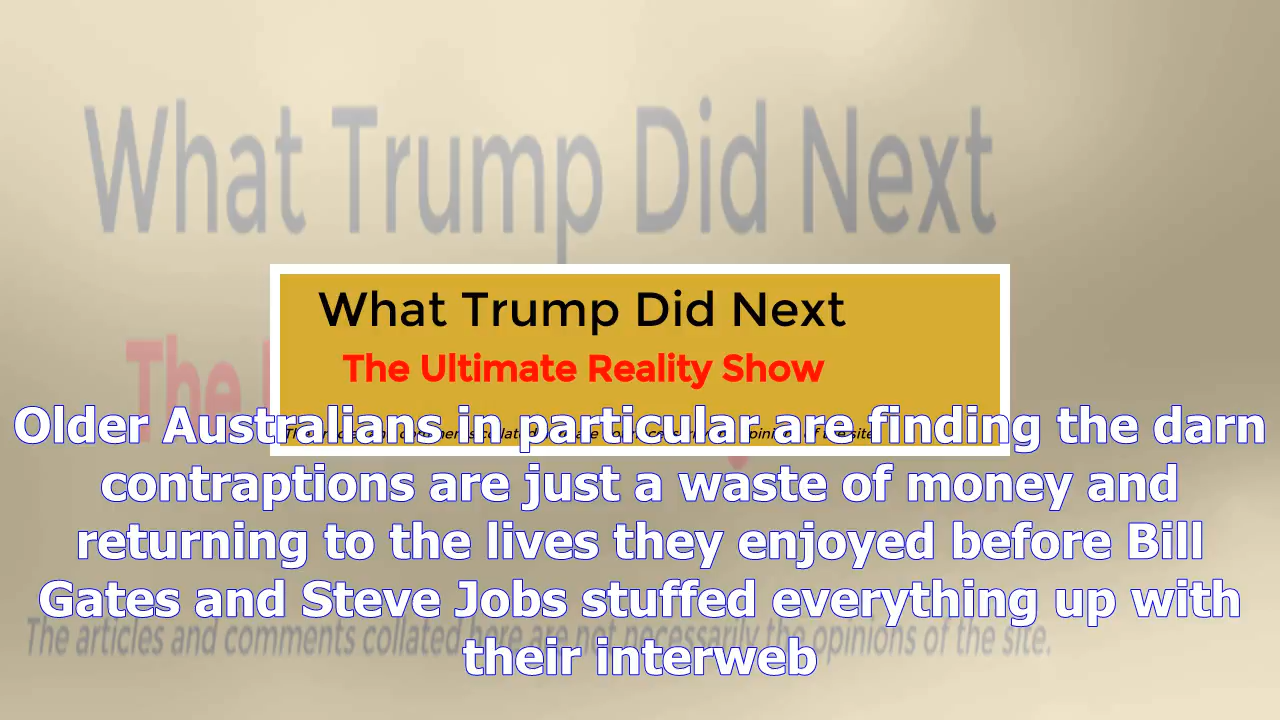 What Trump Did Next
What Trump Did Next
The Ultimate Reality Show
The
Older Australians in particular are finding the darn
contraptions are just a waste of money and
returning to the lives they enjoyed before Bill
Gates and Steve Jobs stuffed everything up with
their interweb
The articles and comments collated here are not necessarily the opinions of the site.